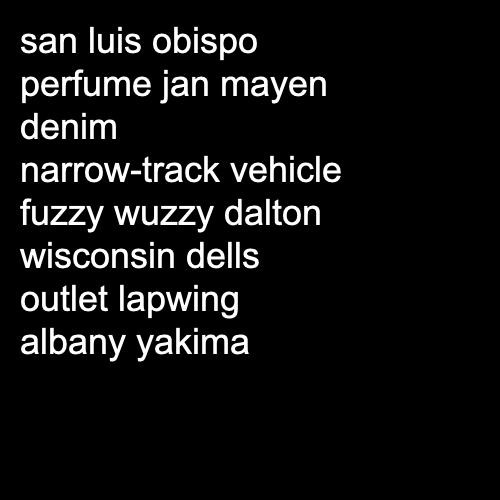 san luis obispo
perfume jan mayen
denim
narrow-track vehicle
fuzzy wuzzy dalton
wisconsin dells
outlet lapwing
albany yakima